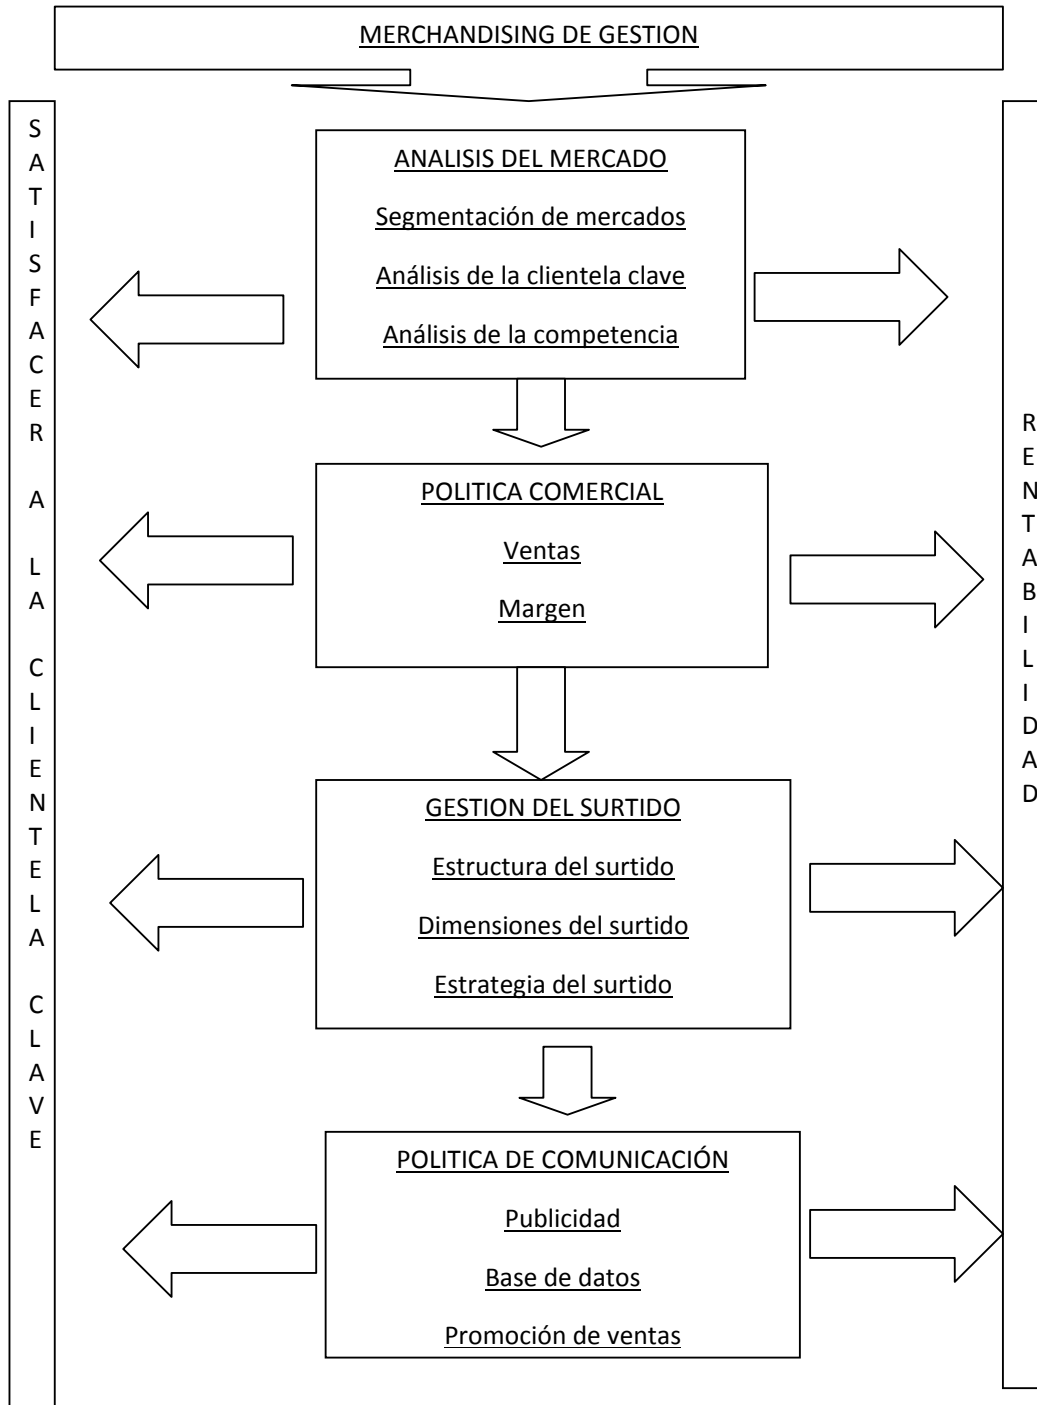 MERCHANDISING DE GESTION
SATISFACER A LA CLIENTELA CLAVE
ANALISIS DEL MERCADO
Segmentación de mercados
Análisis de la clientela clave
Análisis de la competencia
POLITICA COMERCIAL
Ventas
Margen
GESTION DEL SURTIDO
Estructura del surtido
Dimensiones del surtido
Estrategia del surtido
POLITICA DE COMUNICACIÓN
Publicidad
Base de datos
Promoción de ventas
RENTABILIDAD